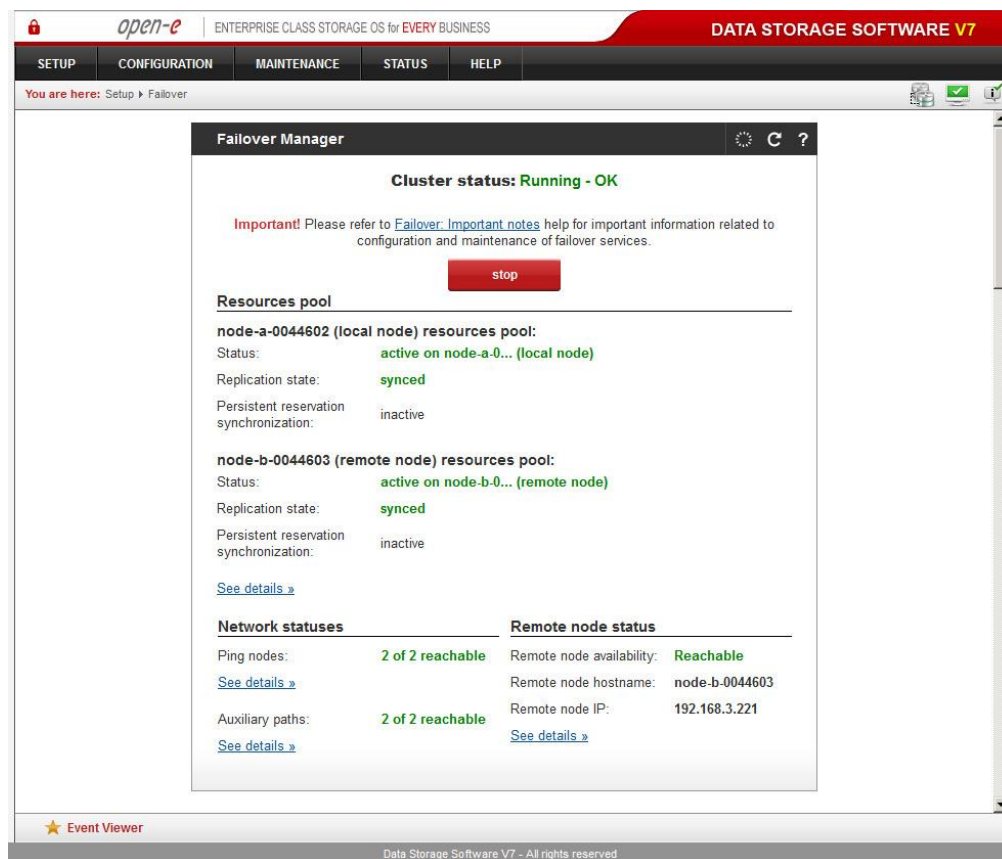 open-e ENTERPRISE CLASS STORAGE OS for EVERY BUSINESS DATA STORAGE SOFTWARE V7
SETUP CONFIGURATION MAINTENANCE STATUS HELP
You are here: Setup ▸ Failover
Failover Manager
Cluster status: Running - OK
Important! Please refer to Failover: Important notes help for important information related to
configuration and maintenance of failover services.
stop
Resources pool
node-a-0044602 (local node) resources pool:
Status: active on node-a-0... (local node)
Replication state: synced
Persistent reservation
synchronization: inactive
node-b-0044603 (remote node) resources pool:
Status: active on node-b-0... (remote node)
Replication state: synced
Persistent reservation
synchronization: inactive
See details »
Network statuses
Ping nodes: 2 of 2 reachable
See details »
Auxiliary paths: 2 of 2 reachable
See details »
Remote node status
Remote node availability: Reachable
Remote node hostname: node-b-0044603
Remote node IP: 192.168.3.221
See details »
Event Viewer
Data Storage Software V7 - All rights reserved